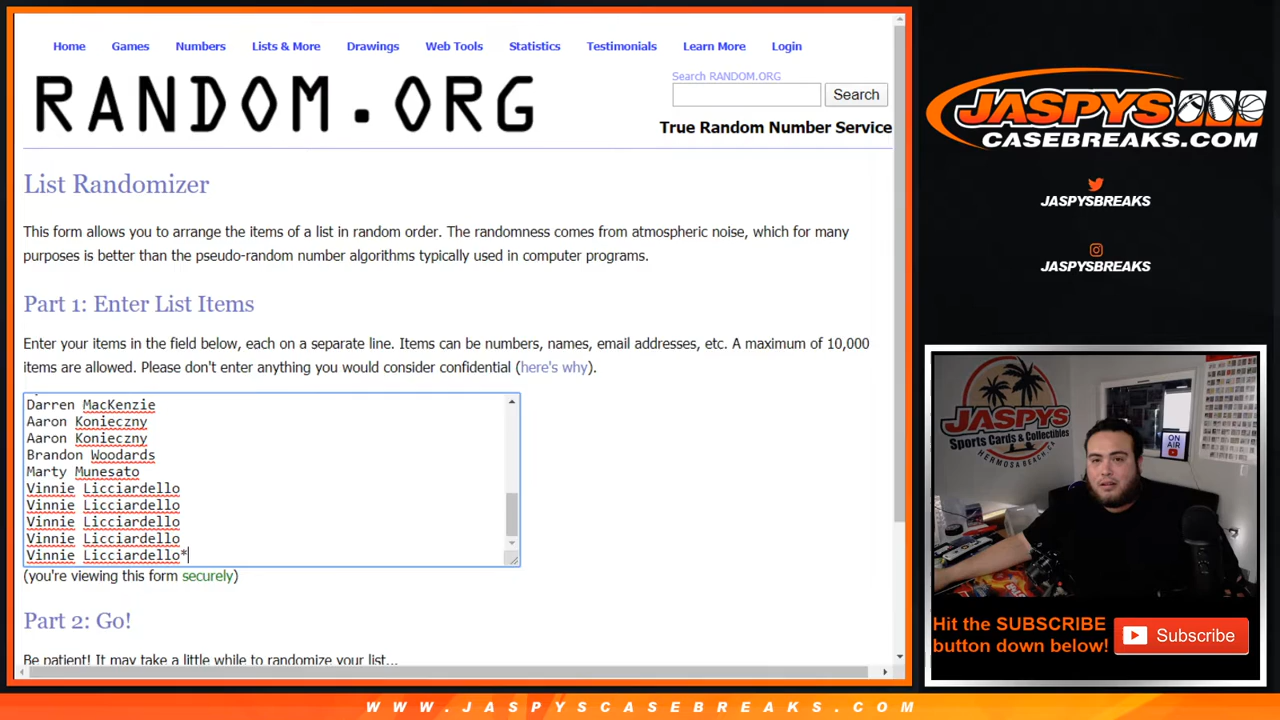 Home Games Numbers Lists & More Drawings Web Tools Statistics Testimonials Learn More Login
RANDOM.ORG
Search RANDOM.ORG
Search
True Random Number Service
List Randomizer
This form allows you to arrange the items of a list in random order. The randomness comes from atmospheric noise, which for many
purposes is better than the pseudo-random number algorithms typically used in computer programs.
Part 1: Enter List Items
Enter your items in the field below, each on a separate line. Items can be numbers, names, email addresses, etc. A maximum of 10,000
items are allowed. Please don't enter anything you would consider confidential (here's why).
Darren MacKenzie
Aaron Konieczny
Aaron Konieczny
Brandon Woodards
Marty Munesato
Vinnie Licciardello
Vinnie Licciardello
Vinnie Licciardello
Vinnie Licciardello
Vinnie Licciardello*
(you're viewing this form securely)
Part 2: Go!
Be patient! It may take a little while to randomize your list...
JASPYS
CASEBREAKS.COM
JASPYSBREAKS
JASPYSBREAKS
JASPYS
Sports Cards & Collectibles
HERMOSA BEACH, CA
ON
AIR
Hit the SUBSCRIBE
button down below!
Subscribe
WWW.JASPYSCASEBREAKS.COM